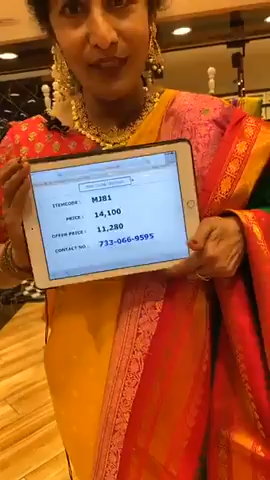 ITEMCODE : MJ81
PRICE : 14,100
OFFER PRICE : 11,280
CONTACT NO : 733-066-9595